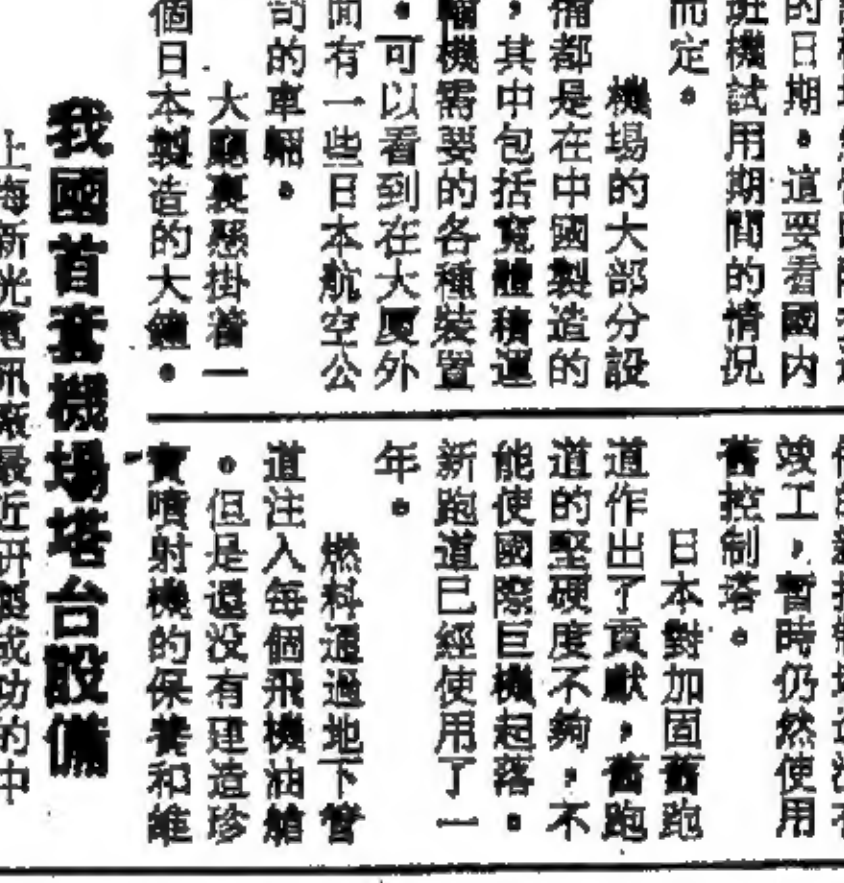 的日期。這要看國内
班機試用期間的情況
而定。
機場的大部分設
備都是在中國製造的
，其中包括寬體積運
輸機需要的各種裝置
。可以看到在大厦外
面有一些日本航空公
司的車輛。
大廳裏懸掛着一
個日本製造的大鐘。
竣工，暫時仍然使用
舊控制塔。
日本對加固舊跑
道作出了貢獻，舊跑
道的堅硬度不夠，不
能使國際巨機起落。
新跑道已經使用了一
年。
燃料通過地下管
道注入每個飛機油艙
。但是還没有建造珍
寶噴射機的保養和維
我國首套機場塔台設備
上海新光電訊廠最近研製成功的中